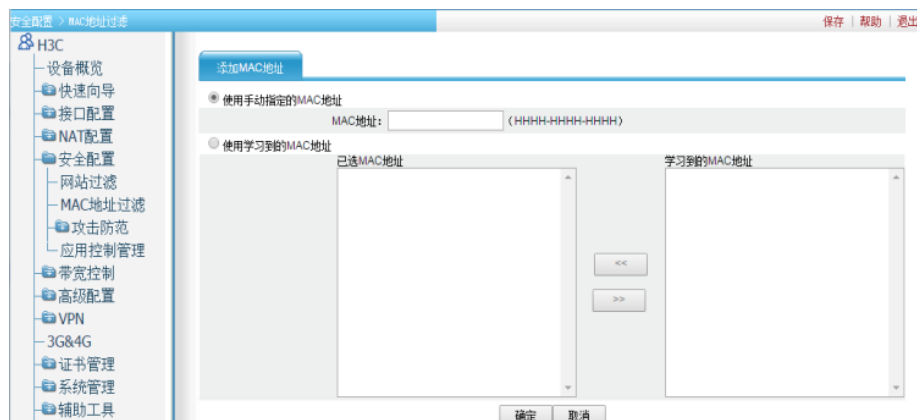 安全配置 > MAC地址过滤
保存 | 帮助 | 退出
H3C
设备概览
快速向导
接口配置
NAT配置
安全配置
网站过滤
MAC地址过滤
攻击防范
应用控制管理
带宽控制
高级配置
VPN
3G&4G
证书管理
系统管理
辅助工具
添加MAC地址
使用手动指定的MAC地址
MAC地址: (HHHH-HHHH-HHHH)
使用学习到的MAC地址
已选MAC地址 学习到的MAC地址
<<
>>
确定 取消